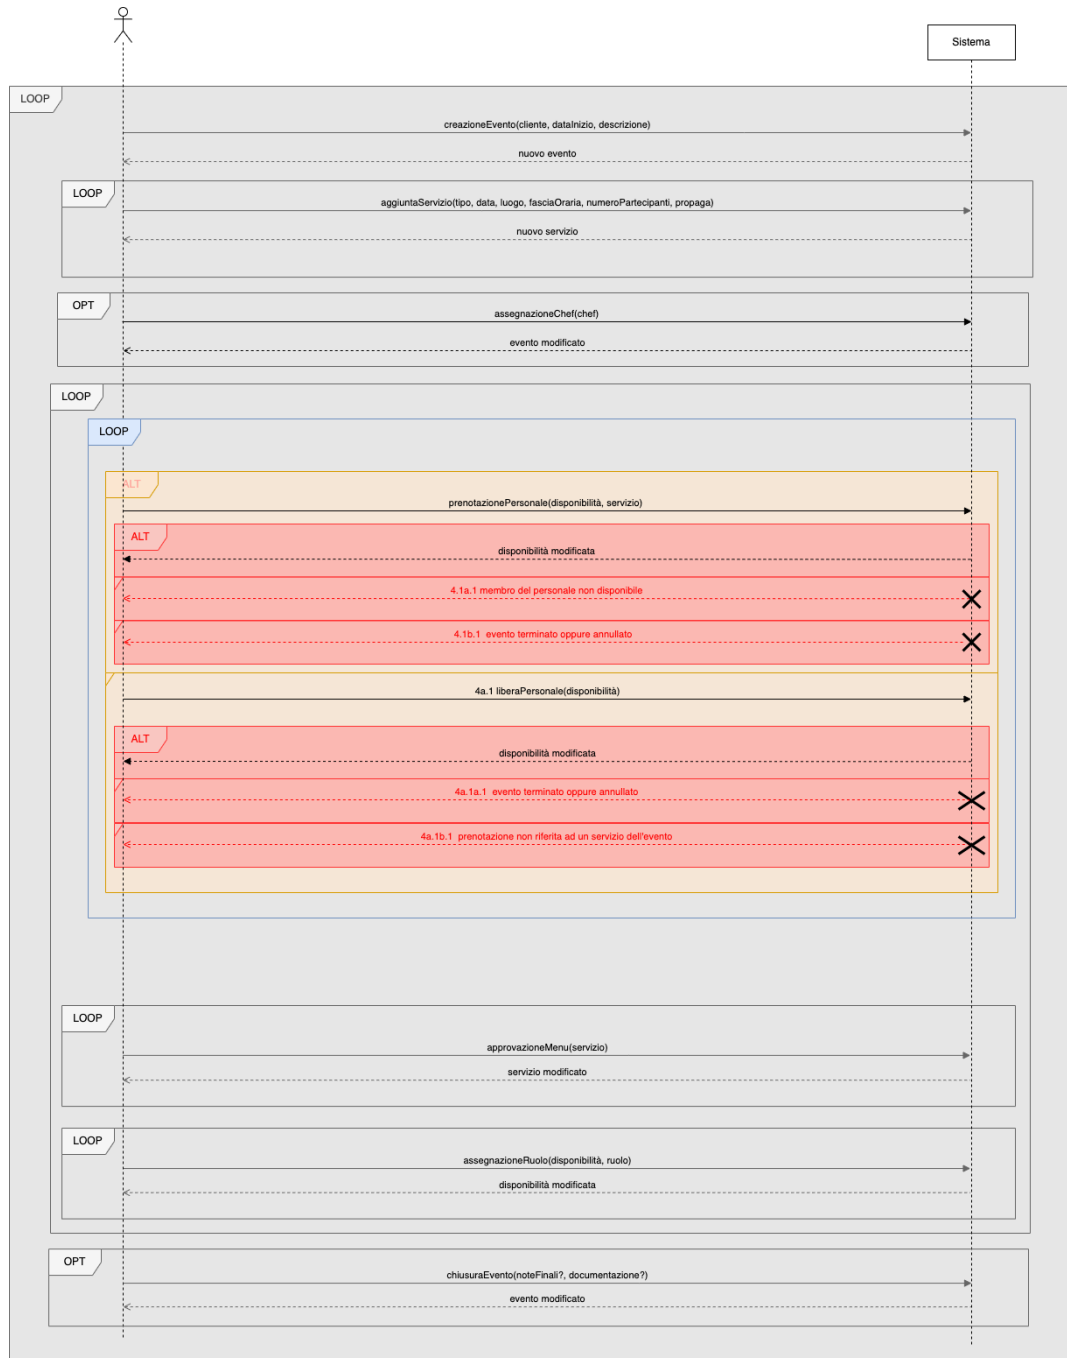 Sistema
LOOP
creazioneEvento(cliente, dataInizio, descrizione)
nuovo evento
LOOP
aggiuntaServizio(tipo, data, luogo, fasciaOraria, numeroPartecipanti, propaga)
nuovo servizio
OPT
assegnazioneChef(chef)
evento modificato
LOOP
LOOP
ALT
prenotazionePersonale(disponibilità, servizio)
ALT
disponibilità modificata
4.1a.1 membro del personale non disponibile
4.1b.1 evento terminato oppure annullato
4a.1 liberaPersonale(disponibilità)
ALT
disponibilità modificata
4a.1a.1 evento terminato oppure annullato
4a.1b.1 prenotazione non riferita ad un servizio dell'evento
LOOP
approvazioneMenu(servizio)
servizio modificato
LOOP
assegnazioneRuolo(disponibilità, ruolo)
disponibilità modificata
OPT
chiusuraEvento(noteFinali?, documentazione?)
evento modificato